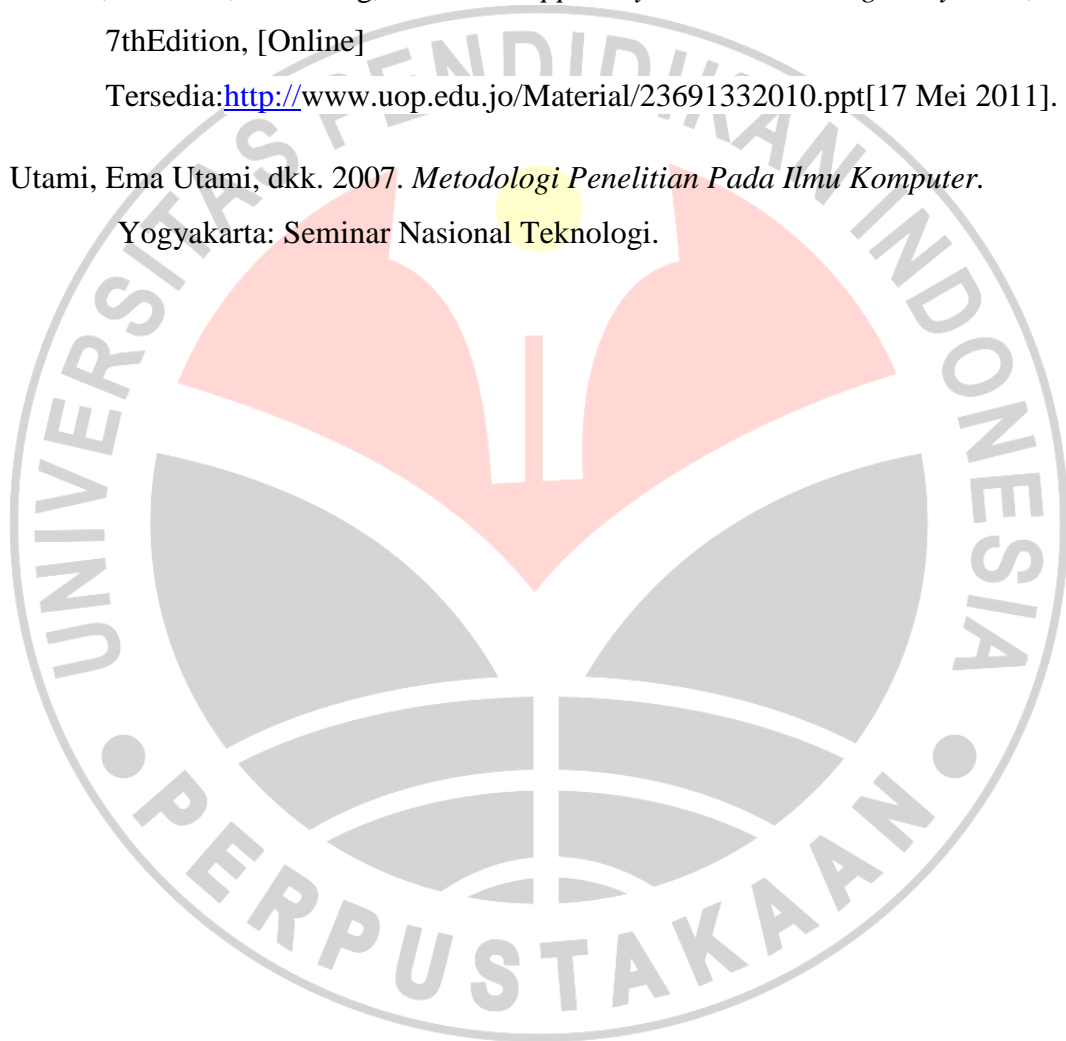 7thEdition, [Online]
Tersedia:http://www.uop.edu.jo/Material/23691332010.ppt[17 Mei 2011].
Utami, Ema Utami, dkk. 2007. Metodologi Penelitian Pada Ilmu Komputer.
Yogyakarta: Seminar Nasional Teknologi.
UNIVERSITAS PENDIDIKAN INDONESIA
PERPUSTAKAAN